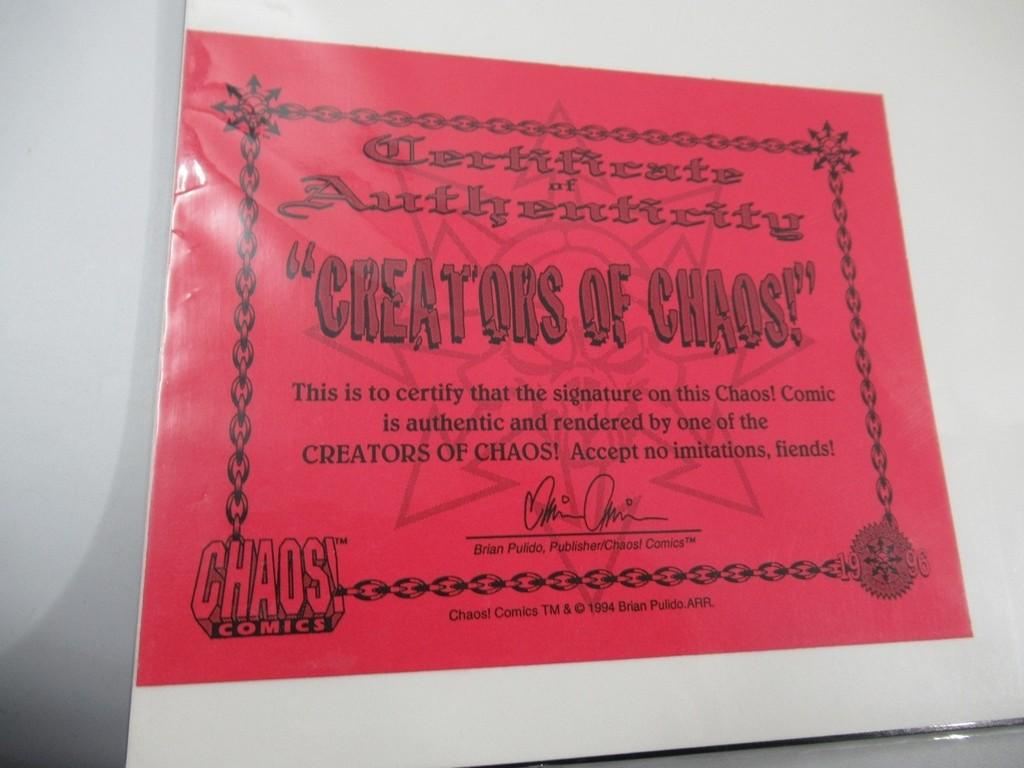 Certificate
of
Authenticity
"CREATORS OF CHAOS!"
This is to certify that the signature on this Chaos! Comic
is authentic and rendered by one of the
CREATORS OF CHAOS! Accept no imitations, fiends!
Brian Pulido, Publisher/Chaos! Comics™
CHAOS!™
COMICS
1996
Chaos! Comics TM & © 1994 Brian Pulido.ARR.